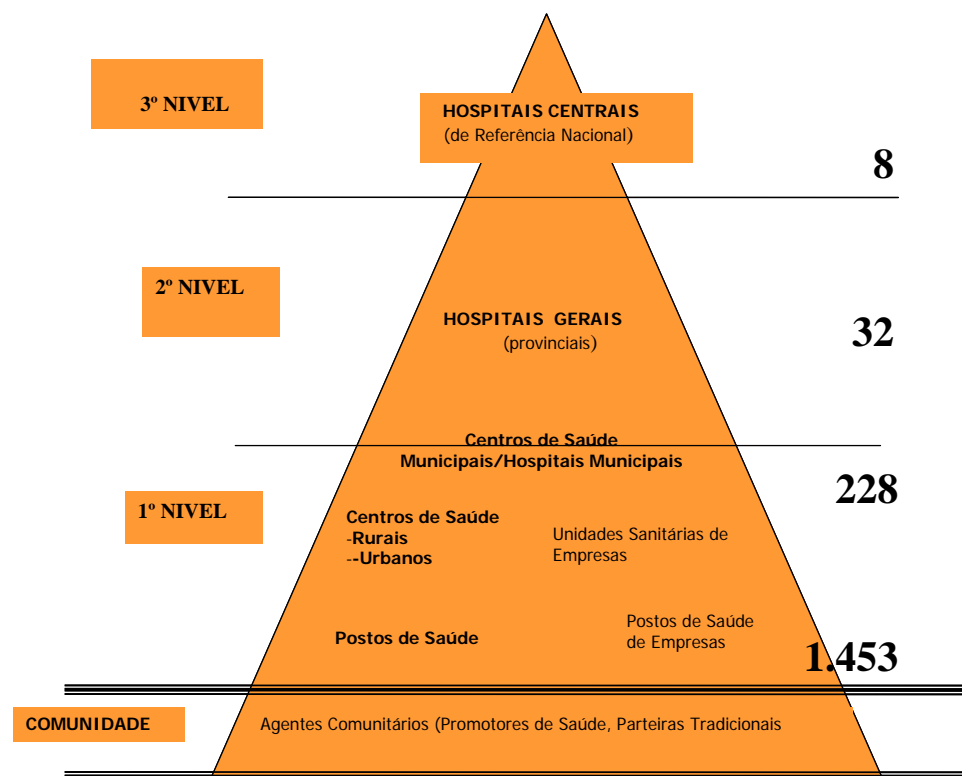 3º NIVEL
HOSPITAIS CENTRAIS
(de Referência Nacional)
8
2º NIVEL
HOSPITAIS GERAIS
(provinciais)
32
Centros de Saúde
Municipais/Hospitais Municipais
228
1º NIVEL
Centros de Saúde
-Rurais
--Urbanos
Unidades Sanitárias de
Empresas
Postos de Saúde
Postos de Saúde
de Empresas
1.453
COMUNIDADE
Agentes Comunitários (Promotores de Saúde, Parteiras Tradicionais